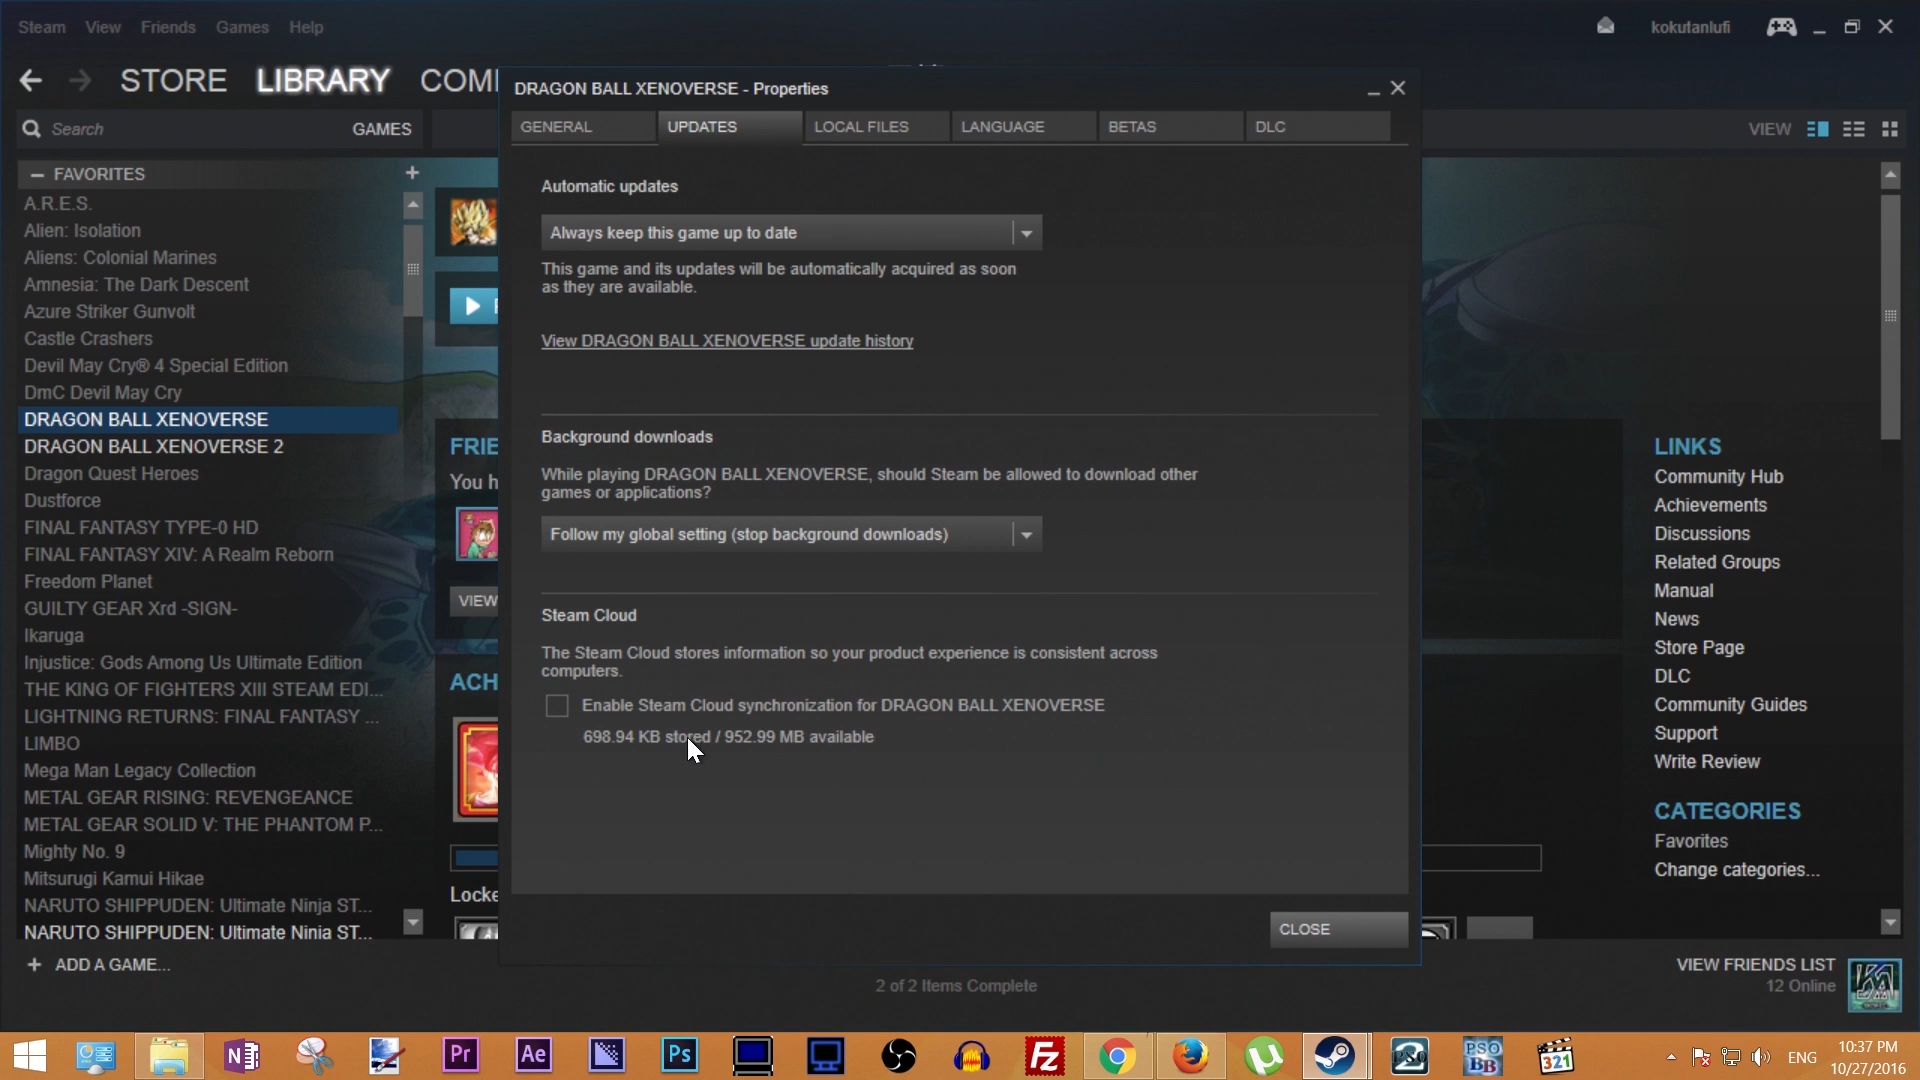 Steam View Friends Games Help
kokutanlufi
STORE LIBRARY
DRAGON BALL XENOVERSE - Properties
Search GAMES
VIEW
GENERAL UPDATES LOCAL FILES LANGUAGE BETAS DLC
– FAVORITES +
A.R.E.S.
Alien: Isolation
Aliens: Colonial Marines
Amnesia: The Dark Descent
Azure Striker Gunvolt
Castle Crashers
Devil May Cry® 4 Special Edition
DmC Devil May Cry
DRAGON BALL XENOVERSE
DRAGON BALL XENOVERSE 2
Dragon Quest Heroes
Dustforce
FINAL FANTASY TYPE-0 HD
FINAL FANTASY XIV: A Realm Reborn
Freedom Planet
GUILTY GEAR Xrd -SIGN-
Ikaruga
Injustice: Gods Among Us Ultimate Edition
THE KING OF FIGHTERS XIII STEAM EDI...
LIGHTNING RETURNS: FINAL FANTASY ...
LIMBO
Mega Man Legacy Collection
METAL GEAR RISING: REVENGEANCE
METAL GEAR SOLID V: THE PHANTOM P...
Mighty No. 9
Mitsurugi Kamui Hikae
NARUTO SHIPPUDEN: Ultimate Ninja ST...
NARUTO SHIPPUDEN: Ultimate Ninja ST...
+ ADD A GAME...
You h
VIEW
Automatic updates
Always keep this game up to date
This game and its updates will be automatically acquired as soon
as they are available.
View DRAGON BALL XENOVERSE update history
Background downloads
While playing DRAGON BALL XENOVERSE, should Steam be allowed to download other
games or applications?
Follow my global setting (stop background downloads)
Steam Cloud
The Steam Cloud stores information so your product experience is consistent across
computers.
Enable Steam Cloud synchronization for DRAGON BALL XENOVERSE
698.94 KB stored / 952.99 MB available
CLOSE
2 of 2 Items Complete
LINKS
Community Hub
Achievements
Discussions
Related Groups
Manual
News
Store Page
DLC
Community Guides
Support
Write Review
CATEGORIES
Favorites
Change categories...
VIEW FRIENDS LIST
12 Online
N Pr Ae Ps Fz 2 PSO PSO BB 321
ENG
10:37 PM
10/27/2016